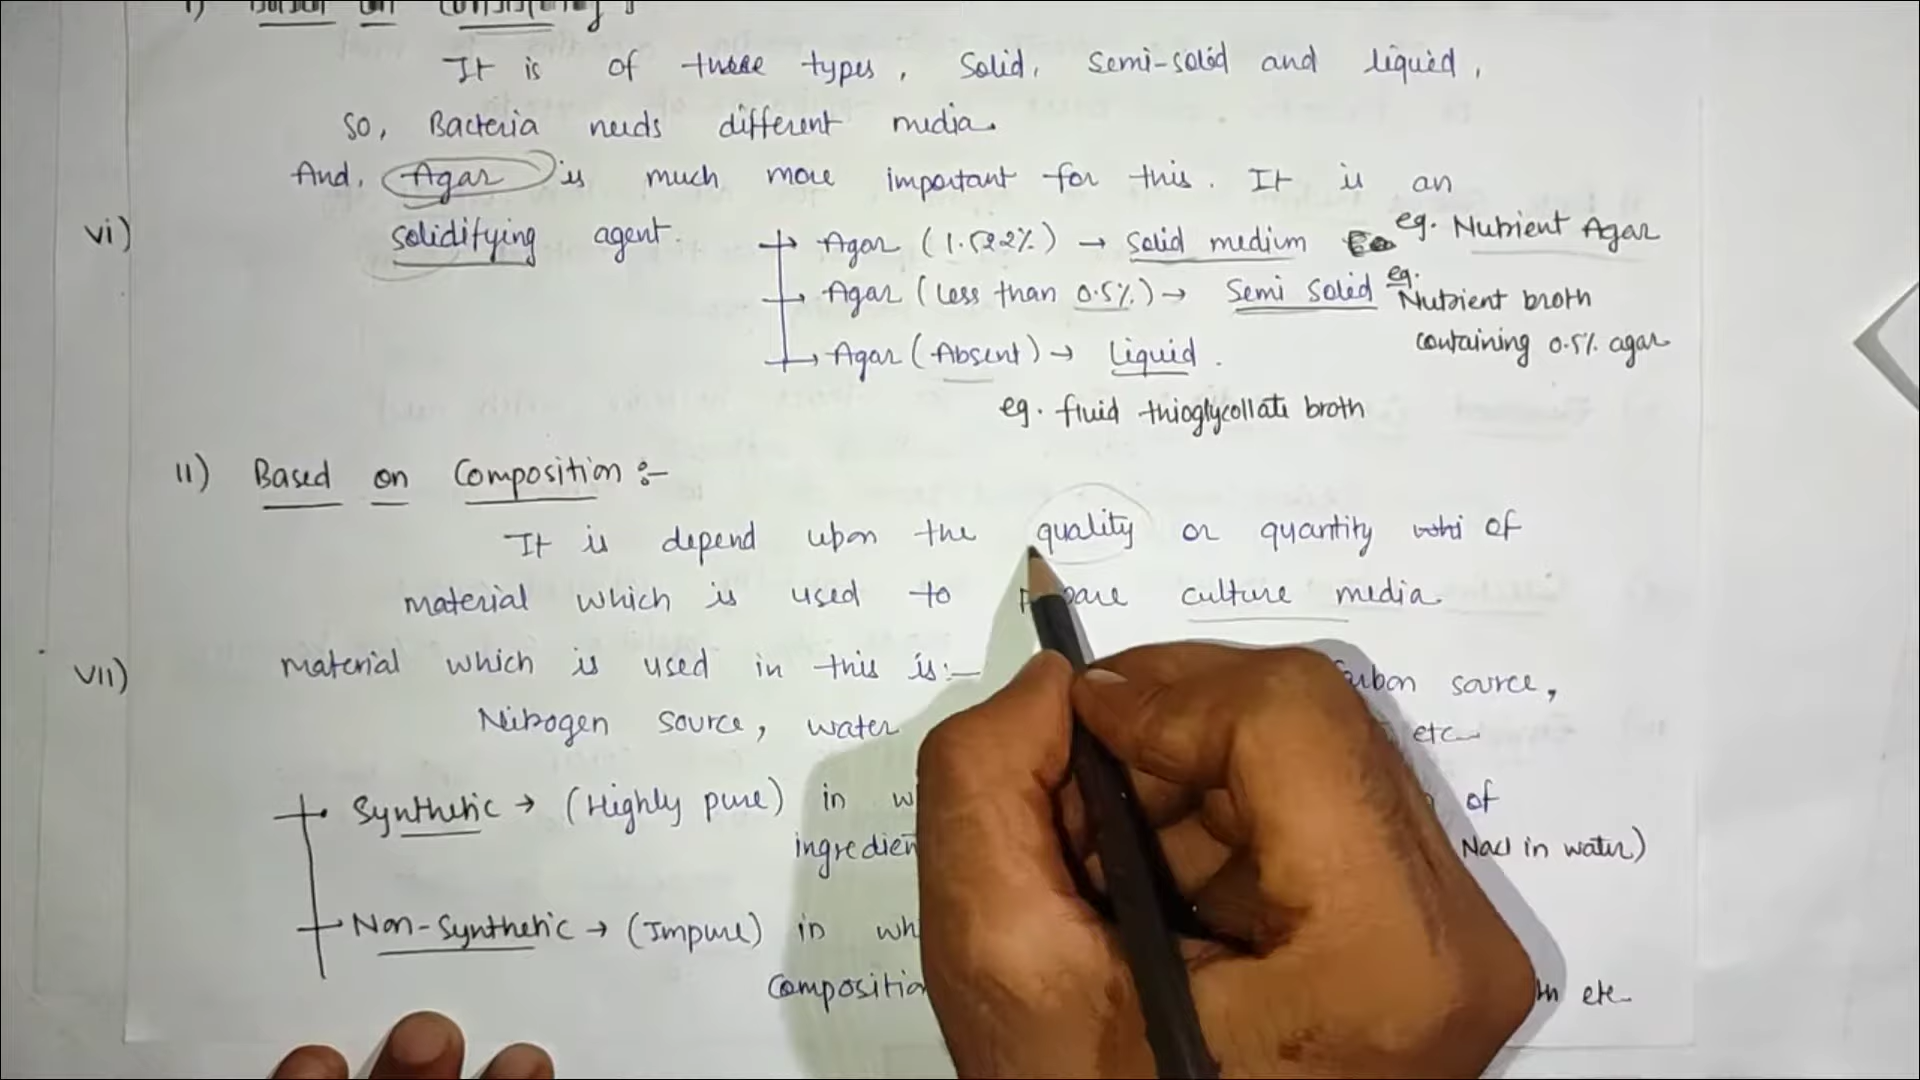 i) Based on Consistency :
It is of these types, Solid, Semi-solid and liquid,
So, Bacteria needs different media.
And, Agar is much more important for this. It is an
vi) solidifying agent.
Agar (1.5-2%) → Solid medium eg. Nutrient Agar
Agar (less than 0.5%) → Semi Solid eg. Nutrient broth
containing 0.5% agar
Agar (Absent) → Liquid.
eg. fluid thioglycollate broth
II) Based on Composition :-
It is depend upon the quality or quantity of
material which is used to culture media.
VII) material which is used in this is:- source,
Nitrogen source, water etc
Synthetic → (Highly pure) in of
NaCl in water)
Non-Synthetic → (Impure) in
etc